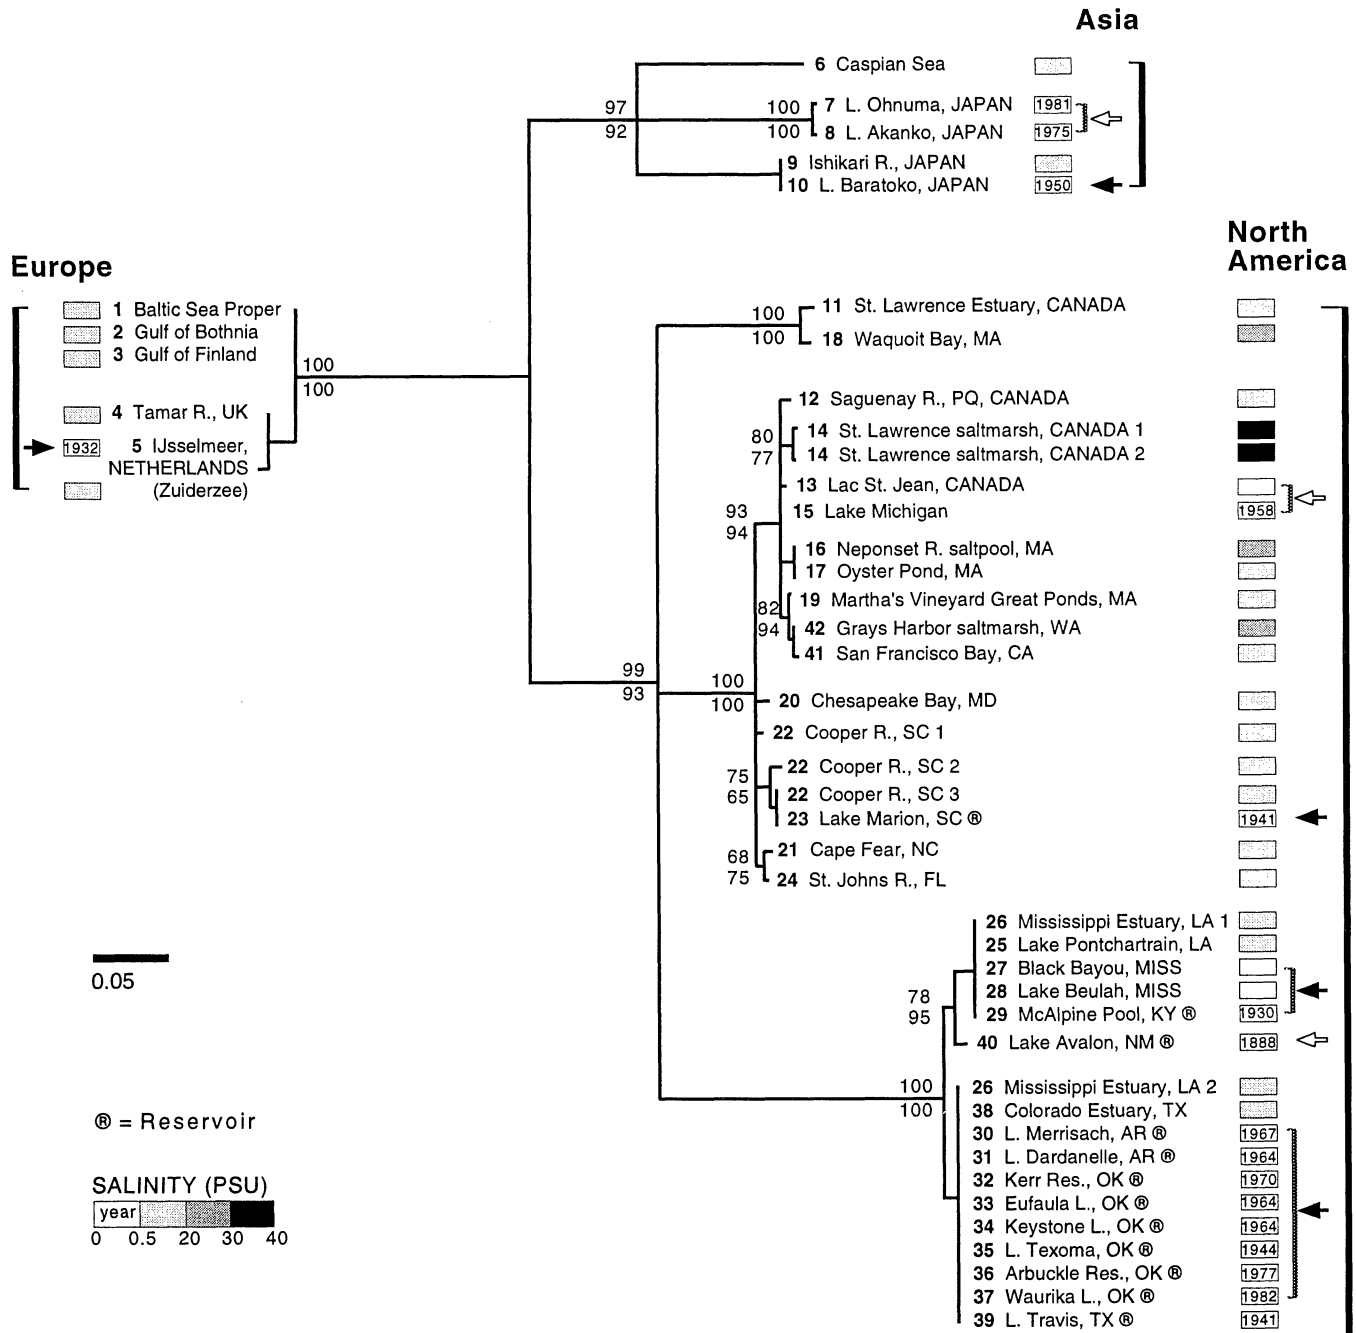 Asia
6 Caspian Sea
97
92
100
100
7 L. Ohnuma, JAPAN 1981
8 L. Akanko, JAPAN 1975
9 Ishikari R., JAPAN
10 L. Baratoko, JAPAN 1950
Europe
1 Baltic Sea Proper
2 Gulf of Bothnia
3 Gulf of Finland
100
100
4 Tamar R., UK
1932 5 IJsselmeer,
NETHERLANDS
(Zuiderzee)
North
America
100
100
11 St. Lawrence Estuary, CANADA
18 Waquoit Bay, MA
12 Saguenay R., PQ, CANADA
80
77
14 St. Lawrence saltmarsh, CANADA 1
14 St. Lawrence saltmarsh, CANADA 2
13 Lac St. Jean, CANADA
93
94
15 Lake Michigan 1958
16 Neponset R. saltpool, MA
17 Oyster Pond, MA
82
94
19 Martha's Vineyard Great Ponds, MA
42 Grays Harbor saltmarsh, WA
41 San Francisco Bay, CA
99
93
100
100
20 Chesapeake Bay, MD
22 Cooper R., SC 1
75
65
22 Cooper R., SC 2
22 Cooper R., SC 3
23 Lake Marion, SC ® 1941
68
75
21 Cape Fear, NC
24 St. Johns R., FL
26 Mississippi Estuary, LA 1
25 Lake Pontchartrain, LA
27 Black Bayou, MISS
78
95
28 Lake Beulah, MISS
29 McAlpine Pool, KY ® 1930
40 Lake Avalon, NM ® 1888
100
100
26 Mississippi Estuary, LA 2
38 Colorado Estuary, TX
30 L. Merrisach, AR ® 1967
31 L. Dardanelle, AR ® 1964
32 Kerr Res., OK ® 1970
33 Eufaula L., OK ® 1964
34 Keystone L., OK ® 1964
35 L. Texoma, OK ® 1944
36 Arbuckle Res., OK ® 1977
37 Waurika L., OK ® 1982
39 L. Travis, TX ® 1941
0.05
® = Reservoir
SALINITY (PSU)
year
0 0.5 20 30 40